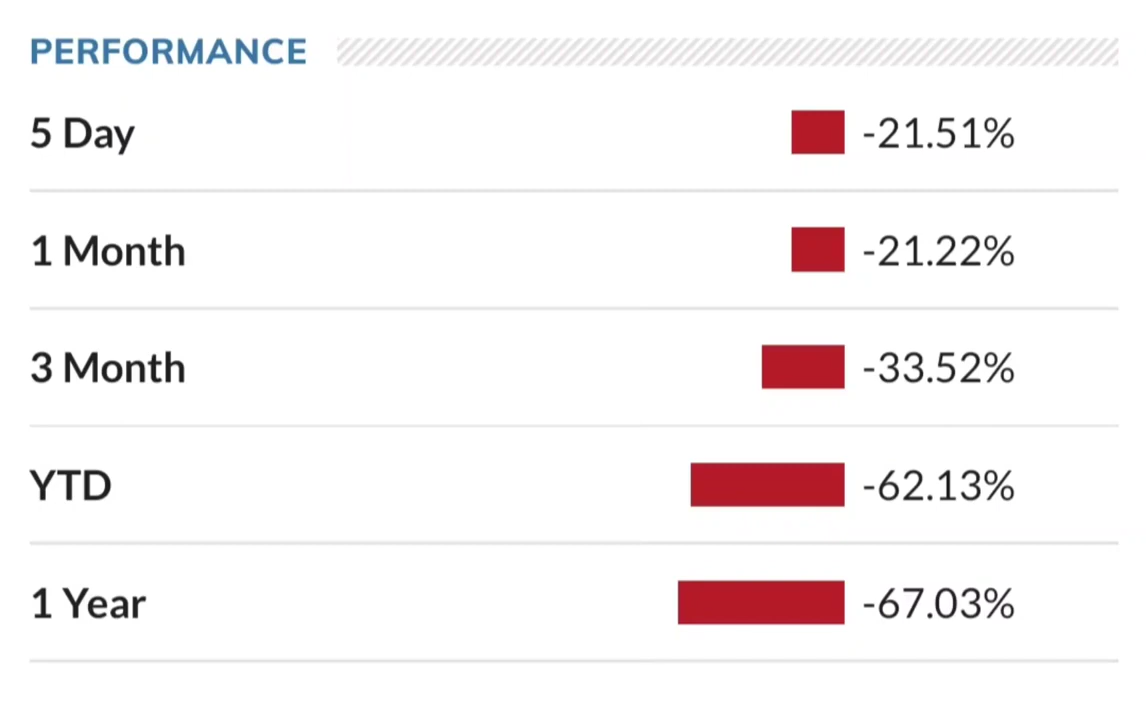 PERFORMANCE
5 Day -21.51%
1 Month -21.22%
3 Month -33.52%
YTD -62.13%
1 Year -67.03%